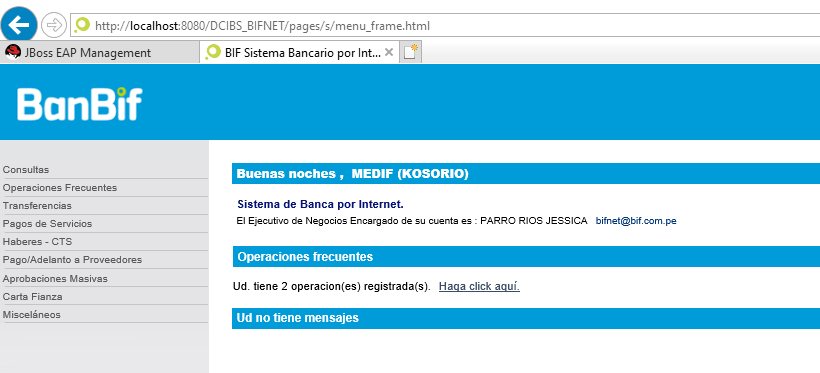 http://localhost:8080/DCIBS_BIFNET/pages/s/menu_frame.html
JBoss EAP Management
BIF Sistema Bancario por Int...
BanBif
Consultas
Operaciones Frecuentes
Transferencias
Pagos de Servicios
Haberes - CTS
Pago/Adelanto a Proveedores
Aprobaciones Masivas
Carta Fianza
Misceláneos
Buenas noches , MEDIF (KOSORIO)
Sistema de Banca por Internet.
El Ejecutivo de Negocios Encargado de su cuenta es : PARRO RIOS JESSICA bifnet@bif.com.pe
Operaciones frecuentes
Ud. tiene 2 operacion(es) registrada(s). Haga click aquí.
Ud no tiene mensajes